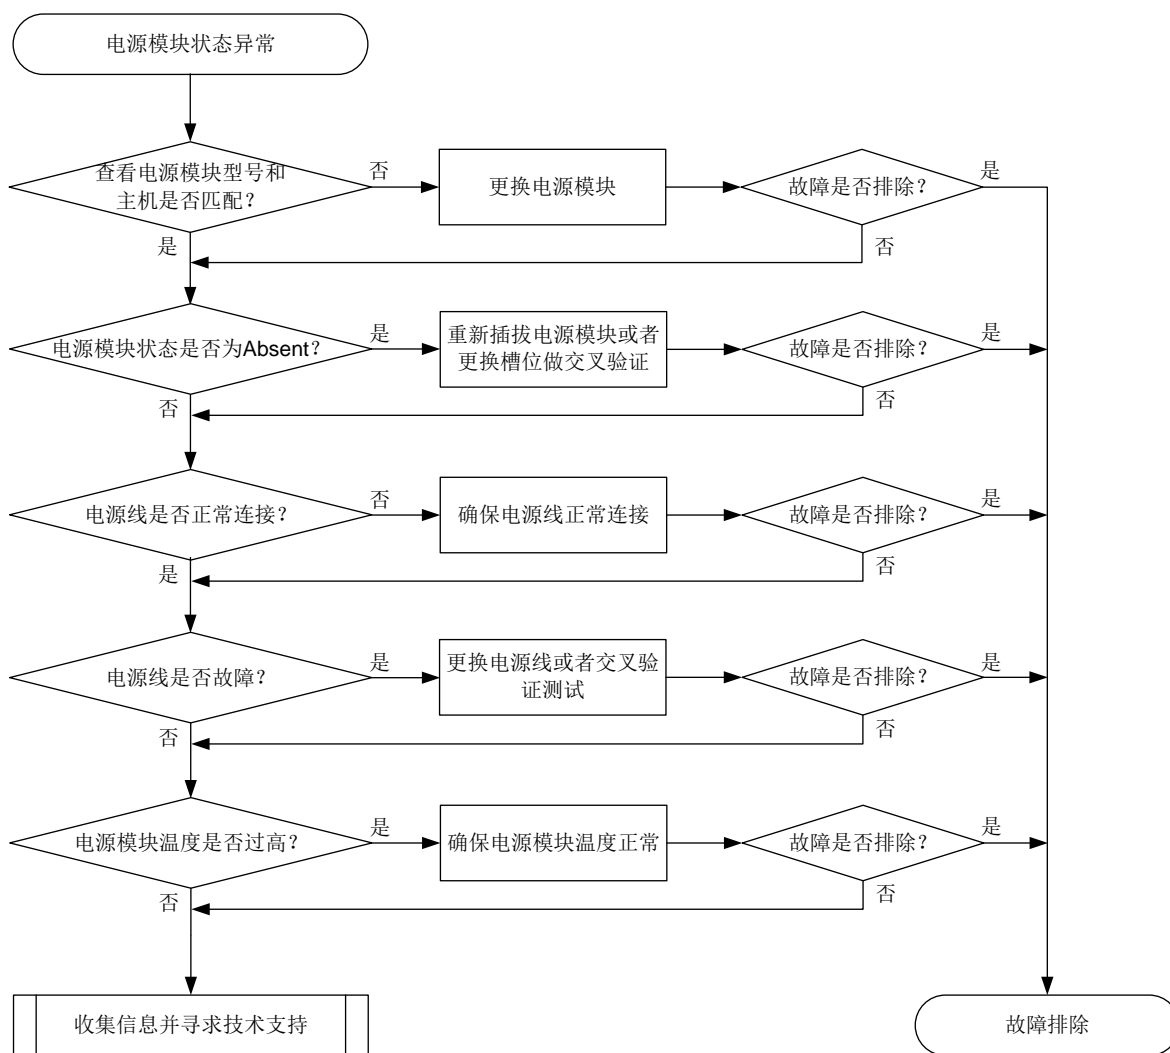 电源模块状态异常
查看电源模块型号和
主机是否匹配？
否
更换电源模块
故障是否排除？
是
是
否
电源模块状态是否为Absent？
是
重新插拔电源模块或者
更换槽位做交叉验证
故障是否排除？
是
否
否
电源线是否正常连接？
否
确保电源线正常连接
故障是否排除？
是
是
否
电源线是否故障？
是
更换电源线或者交叉验
证测试
故障是否排除？
是
否
否
电源模块温度是否过高？
是
确保电源模块温度正常
故障是否排除？
是
否
否
收集信息并寻求技术支持
故障排除